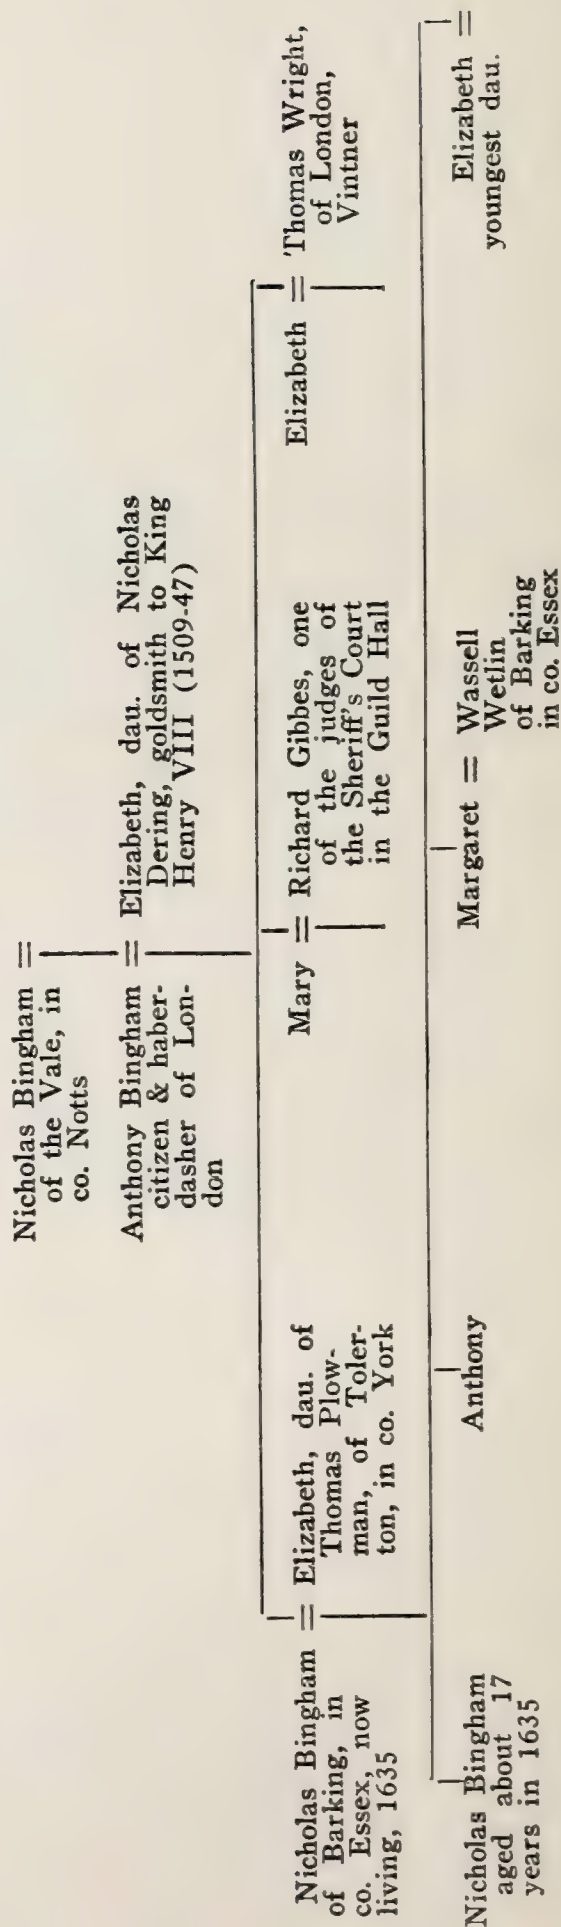 Nicholas Bingham =
of the Vale, in
co. Notts
Anthony Bingham =
citizen & haber-
dasher of Lon-
don
Elizabeth, dau. of Nicholas
Dering, goldsmith to King
Henry VIII (1509-47)
Nicholas Bingham =
of Barking, in
co. Essex, now
living, 1635
Elizabeth, dau. of
Thomas Plow-
man, of Toler-
ton, in co. York
Mary =
Richard Gibbes, one
of the judges of
the Sheriff's Court
in the Guild Hall
Elizabeth =
Thomas Wright,
of London,
Vintner
Nicholas Bingham
aged about 17
years in 1635
Anthony
Margaret =
Wassell
Wetlin
of Barking
in co. Essex
Elizabeth =
youngest dau.